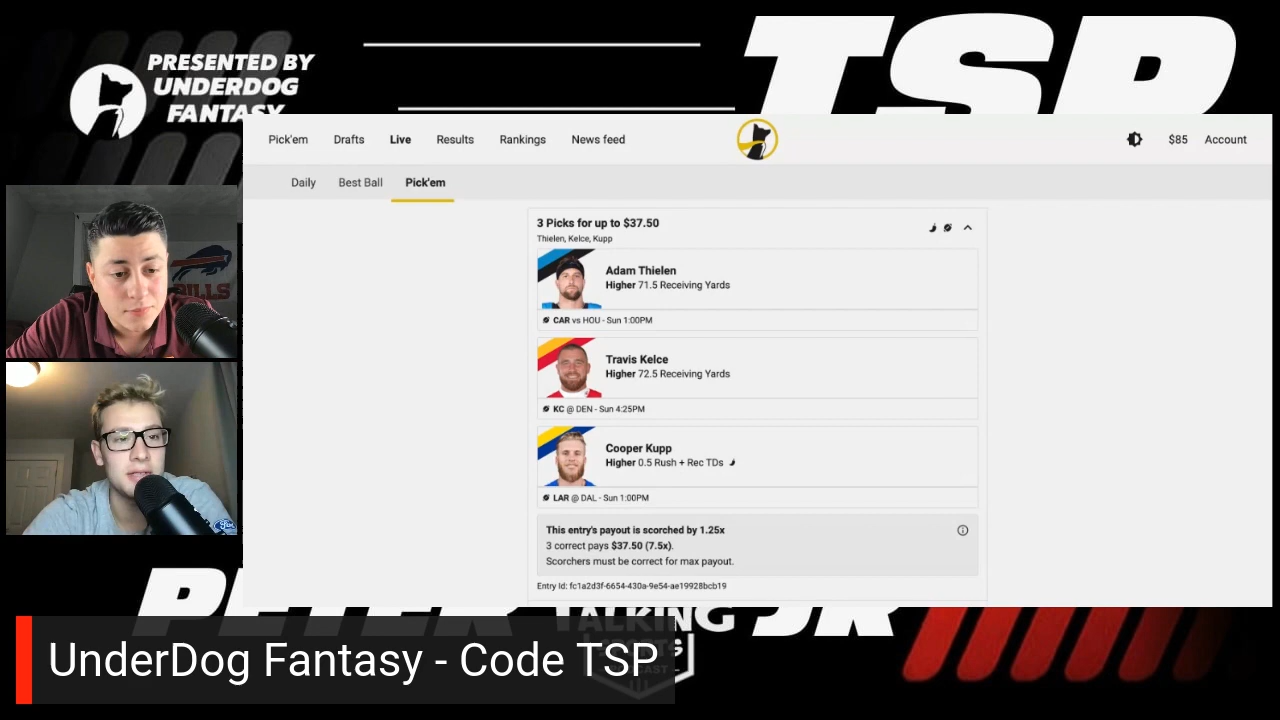 PRESENTED BY
UNDERDOG
FANTASY
TSP
Pick'em Drafts Live Results Rankings News feed $85 Account
Daily Best Ball Pick'em
3 Picks for up to $37.50
Thielen, Kelce, Kupp
Adam Thielen
Higher 71.5 Receiving Yards
CAR vs HOU - Sun 1:00PM
Travis Kelce
Higher 72.5 Receiving Yards
KC @ DEN - Sun 4:25PM
Cooper Kupp
Higher 0.5 Rush + Rec TDs
LAR @ DAL - Sun 1:00PM
This entry's payout is scorched by 1.25x
3 correct pays $37.50 (7.5x).
Scorchers must be correct for max payout.
Entry Id: fc1a2d3f-6654-430a-9e54-ae19928bcb19
BILLS
Ford
PETER JR
TALKING
UnderDog Fantasy - Code TSP